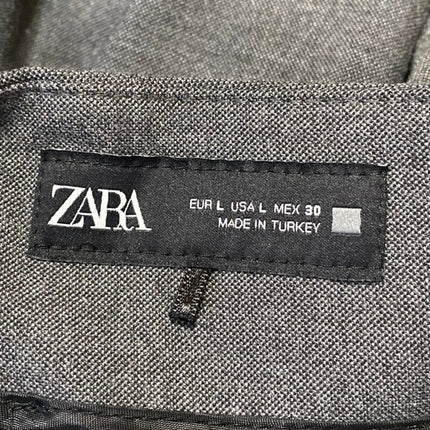 ZARA
EUR L USA L MEX 30
MADE IN TURKEY